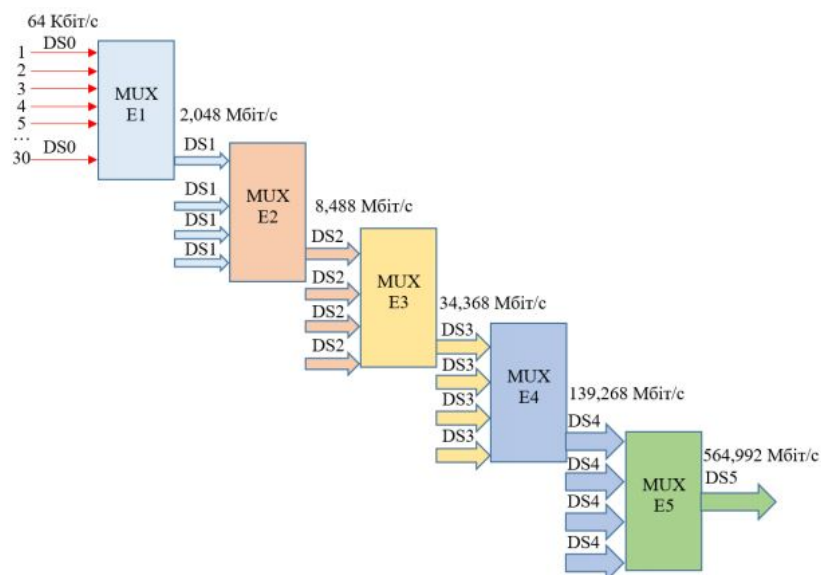 64 Кбіт/с
DS0
1
2
3
4
5
...
30
DS0
MUX
E1
2,048 Мбіт/с
DS1
DS1
DS1
DS1
MUX
E2
8,488 Мбіт/с
DS2
DS2
DS2
DS2
MUX
E3
34,368 Мбіт/с
DS3
DS3
DS3
DS3
MUX
E4
139,268 Мбіт/с
DS4
DS4
DS4
DS4
MUX
E5
564,992 Мбіт/с
DS5